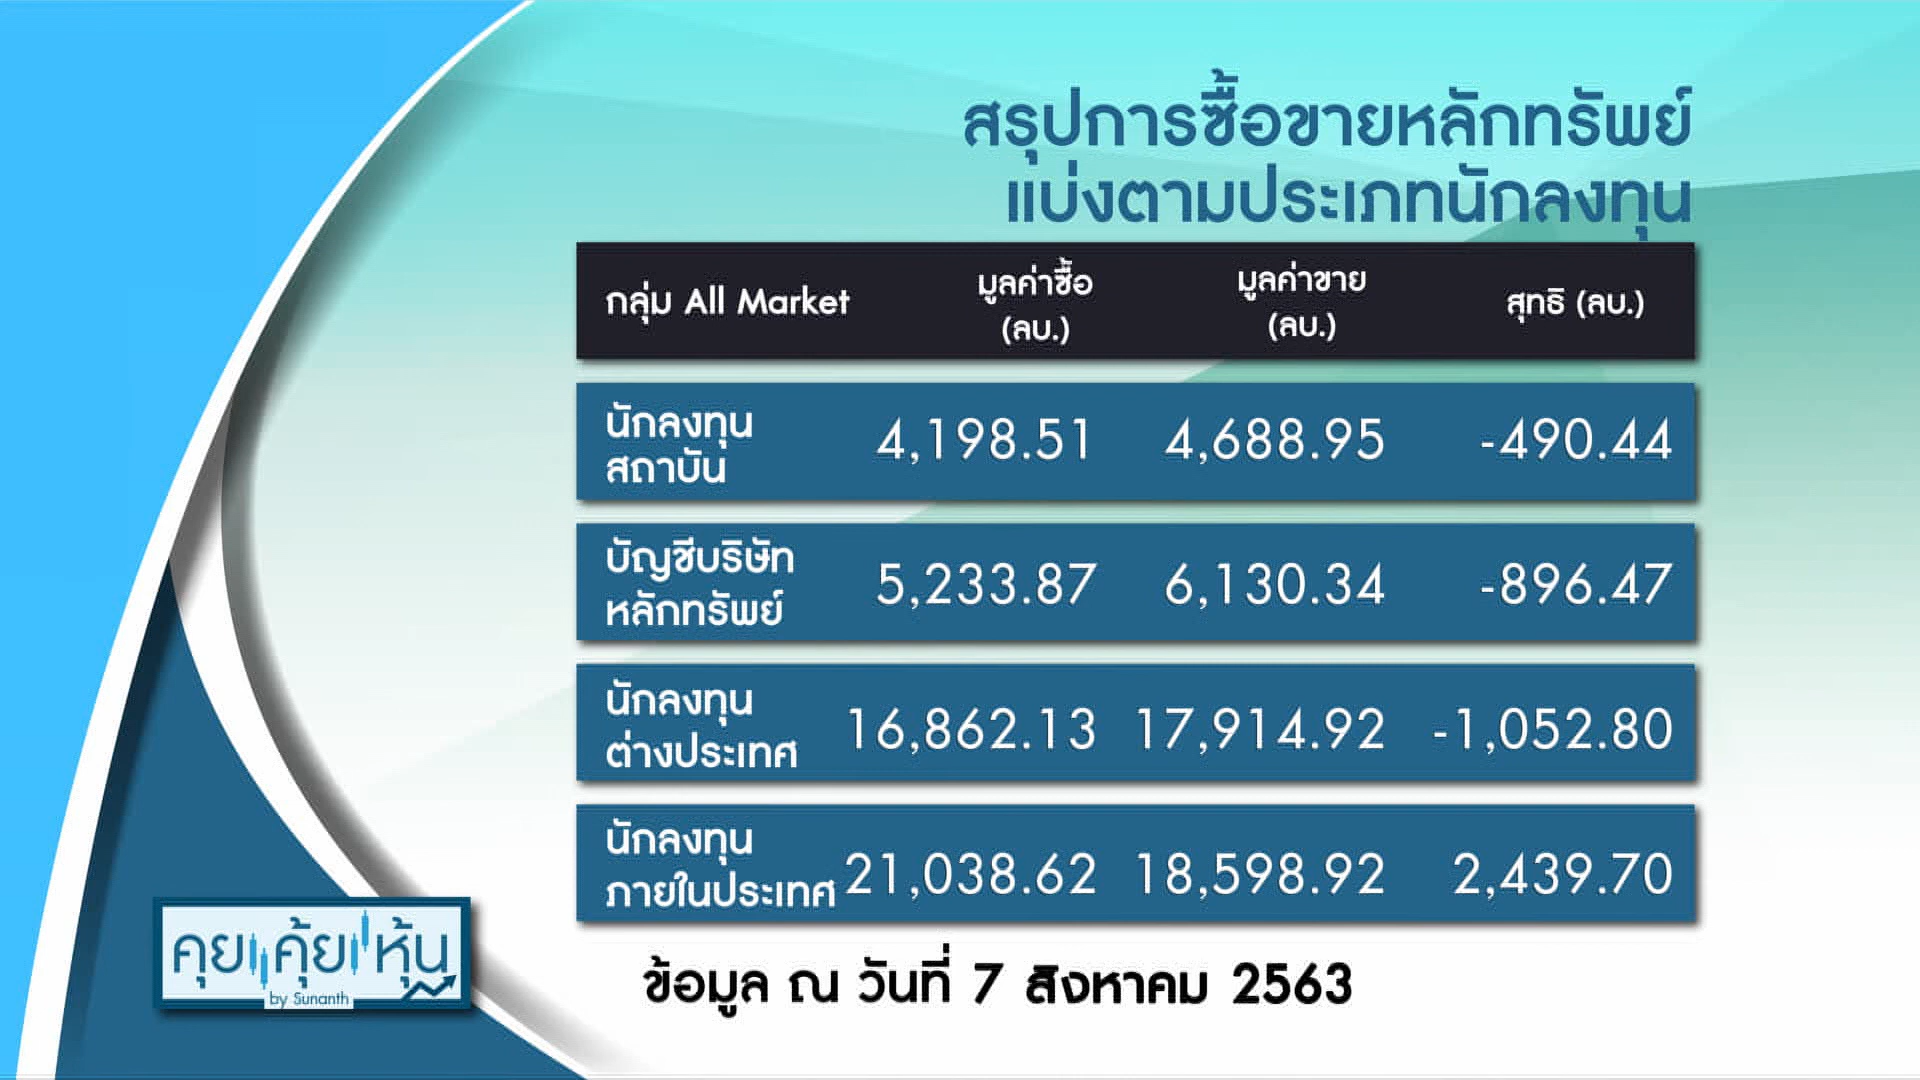 สรุปการซื้อขายหลักทรัพย์
แบ่งตามประเภทนักลงทุน
กลุ่ม All Market มูลค่าซื้อ (ลบ.) มูลค่าขาย (ลบ.) สุทธิ (ลบ.)
นักลงทุน
สถาบัน 4,198.51 4,688.95 -490.44
บัญชีบริษัท
หลักทรัพย์ 5,233.87 6,130.34 -896.47
นักลงทุน
ต่างประเทศ 16,862.13 17,914.92 -1,052.80
นักลงทุน
ภายในประเทศ 21,038.62 18,598.92 2,439.70
ข้อมูล ณ วันที่ 7 สิงหาคม 2563
คุยคุ้ยหุ้น
by Sunanth